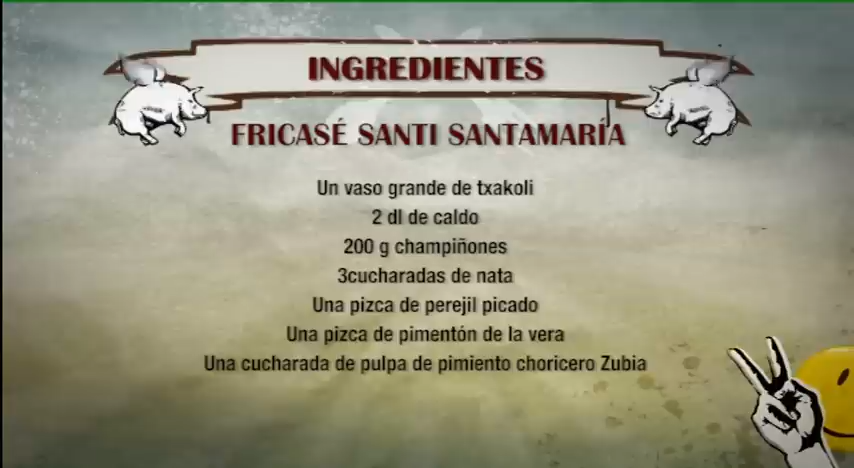 INGREDIENTES
FRICASÉ SANTI SANTAMARÍA
Un vaso grande de txakoli
2 dl de caldo
200 g champiñones
3cucharadas de nata
Una pizca de perejil picado
Una pizca de pimentón de la vera
Una cucharada de pulpa de pimiento choricero Zubia